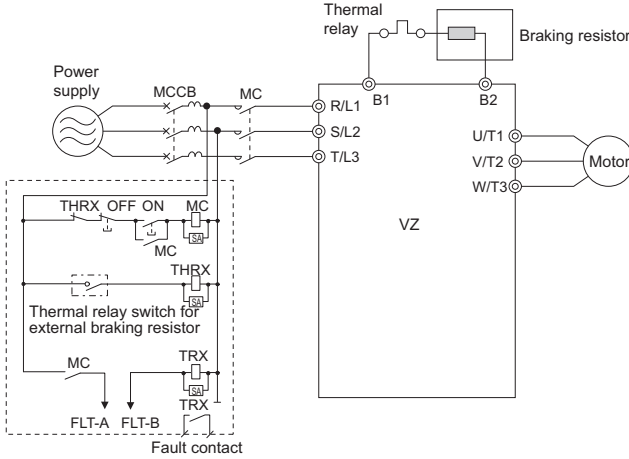 Thermal
relay
Braking resistor
Power
supply
MCCB
MC
B1
B2
R/L1
S/L2
T/L3
U/T1
V/T2
W/T3
Motor
VZ
THRX OFF ON MC
SA
MC
THRX
SA
Thermal relay switch for
external braking resistor
MC
TRX
SA
FLT-A FLT-B
TRX
Fault contact